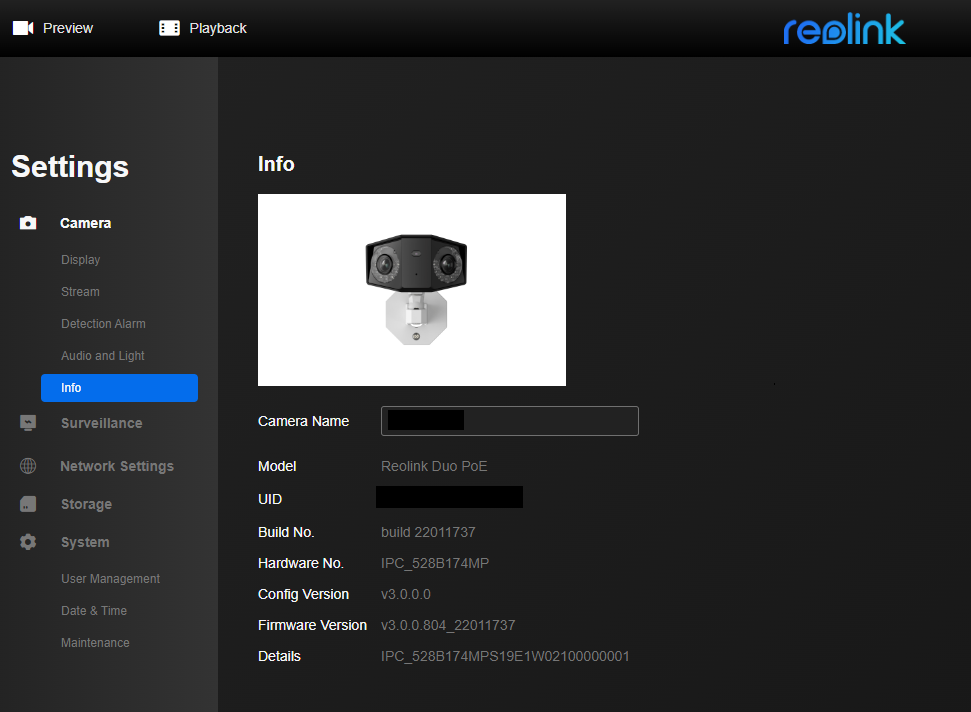 Preview
Playback
reolink
Settings
Camera
Display
Stream
Detection Alarm
Audio and Light
Info
Surveillance
Network Settings
Storage
System
User Management
Date & Time
Maintenance
Info
Camera Name
Model Reolink Duo PoE
UID
Build No. build 22011737
Hardware No. IPC_528B174MP
Config Version v3.0.0.0
Firmware Version v3.0.0.804_22011737
Details IPC_528B174MPS19E1W02100000001